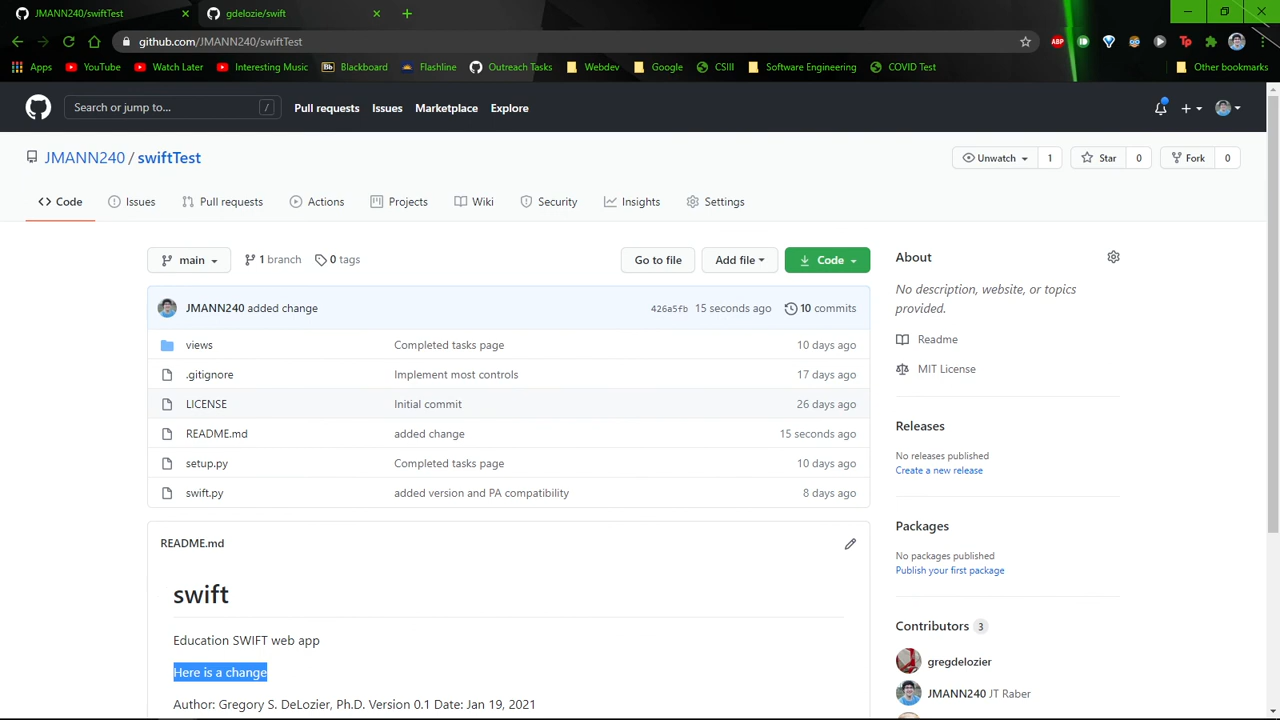 JMANN240/swiftTest
gdelozie/swift
github.com/JMANN240/swiftTest
ABP
Tp
Apps
YouTube
Watch Later
Interesting Music
Bb Blackboard
Flashline
Outreach Tasks
Webdev
Google
CSIII
Software Engineering
COVID Test
Other bookmarks
Search or jump to...
/
Pull requests
Issues
Marketplace
Explore
JMANN240 / swiftTest
Unwatch 1
Star 0
Fork 0
Code
Issues
Pull requests
Actions
Projects
Wiki
Security
Insights
Settings
main
1 branch
0 tags
Go to file
Add file
Code
JMANN240 added change 426a5fb 15 seconds ago 10 commits
views Completed tasks page 10 days ago
.gitignore Implement most controls 17 days ago
LICENSE Initial commit 26 days ago
README.md added change 15 seconds ago
setup.py Completed tasks page 10 days ago
swift.py added version and PA compatibility 8 days ago
README.md
swift
Education SWIFT web app
Here is a change
Author: Gregory S. DeLozier, Ph.D. Version 0.1 Date: Jan 19, 2021
About
No description, website, or topics
provided.
Readme
MIT License
Releases
No releases published
Create a new release
Packages
No packages published
Publish your first package
Contributors 3
gregdelozier
JMANN240 JT Raber